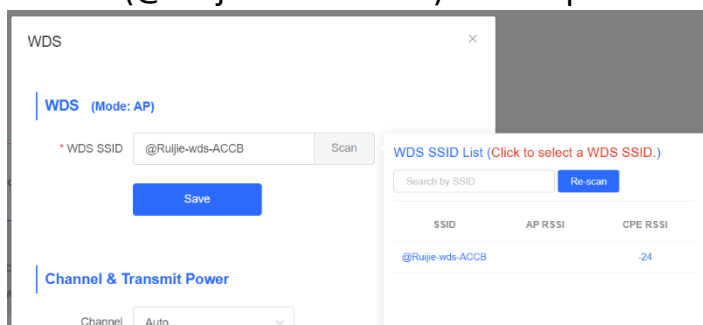 WDS
WDS (Mode: AP)
* WDS SSID @Ruijie-wds-ACCB Scan
Save
Channel & Transmit Power
Channel Auto
WDS SSID List (Click to select a WDS SSID.)
Search by SSID Re-scan
SSID AP RSSI CPE RSSI
@Ruijie-wds-ACCB -24